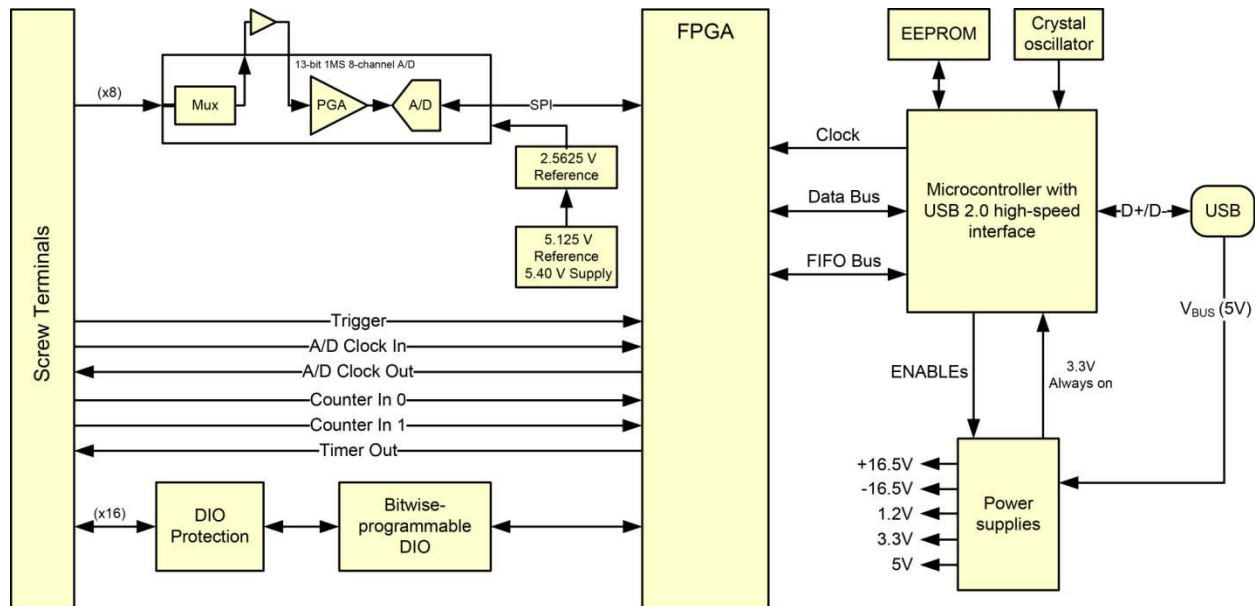 FPGA
EEPROM
Crystal
oscillator
13-bit 1MS 8-channel A/D
(x8)
Mux
PGA
A/D
SPI
2.5625 V
Reference
5.125 V
Reference
5.40 V Supply
Clock
Data Bus
FIFO Bus
Microcontroller with
USB 2.0 high-speed
interface
D+/D-
USB
VBUS (5V)
Screw Terminals
Trigger
A/D Clock In
A/D Clock Out
Counter In 0
Counter In 1
Timer Out
ENABLEs
3.3V
Always on
(x16)
DIO
Protection
Bitwise-
programmable
DIO
+16.5V
-16.5V
1.2V
3.3V
5V
Power
supplies